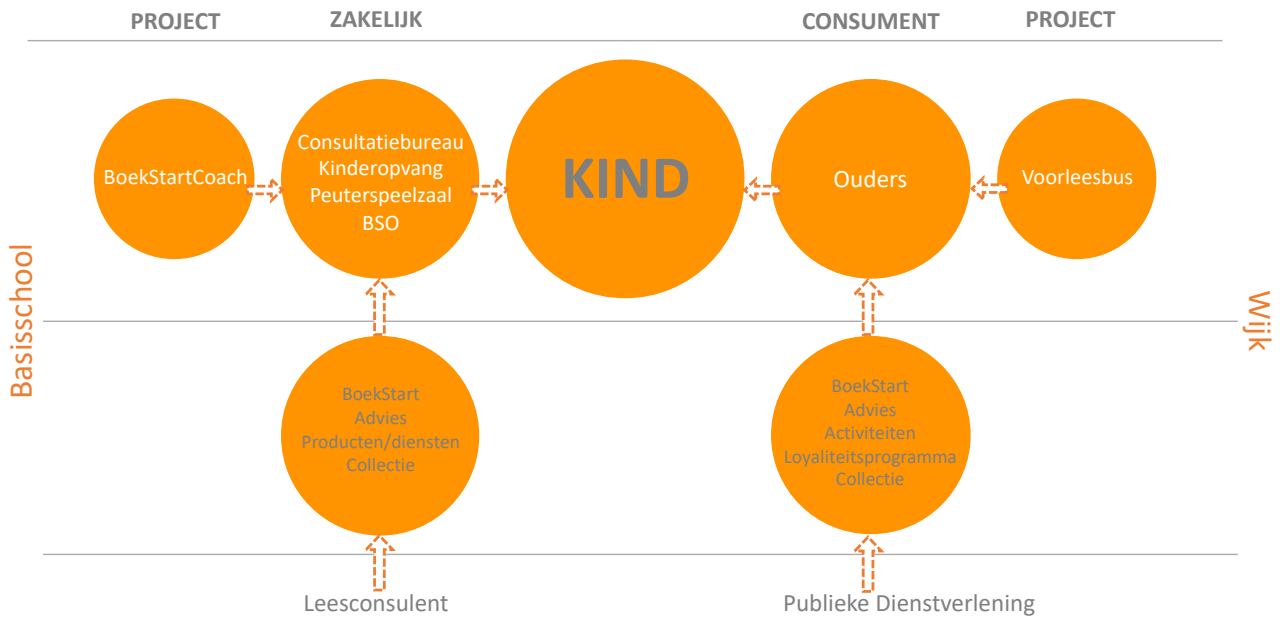 PROJECT
ZAKELIJK
CONSUMENT
PROJECT
BoekStartCoach
Consultatiebureau
Kinderopvang
Peuterspeelzaal
BSO
KIND
Ouders
Voorleesbus
Basisschool
Wijk
BoekStart
Advies
Producten/diensten
Collectie
BoekStart
Advies
Activiteiten
Loyaliteitsprogramma
Collectie
Leesconsulent
Publieke Dienstverlening